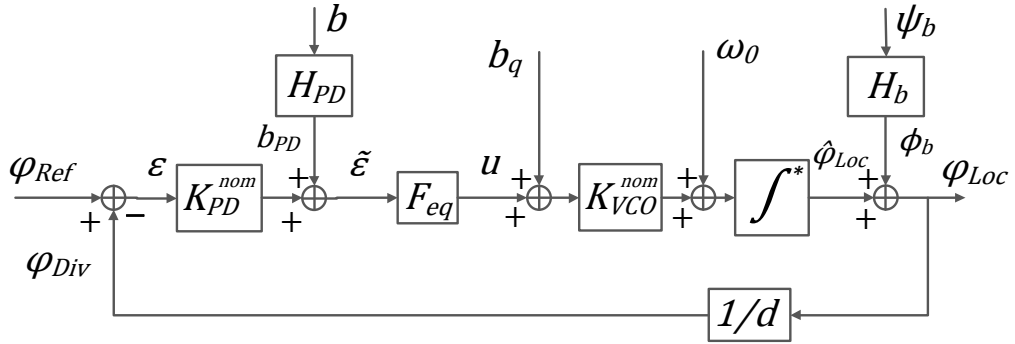 b
ψ_b
b_q
ω_0
H_PD
H_b
b_PD
φ_Ref
ε
ε̃
u
φ̂_Loc
ϕ_b
φ_Loc
K_PD^nom
F_eq
K_VCO^nom
∫*
+
−
+
+
+
+
+
+
+
+
φ_Div
1/d